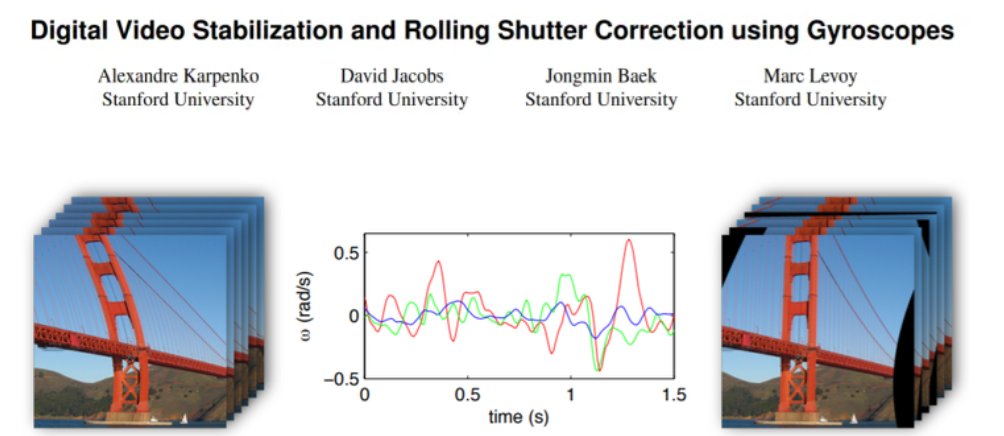 Digital Video Stabilization and Rolling Shutter Correction using Gyroscopes
Alexandre Karpenko David Jacobs Jongmin Baek Marc Levoy
Stanford University Stanford University Stanford University Stanford University
0.5
0
−0.5
ω (rad/s)
0 0.5 1 1.5
time (s)